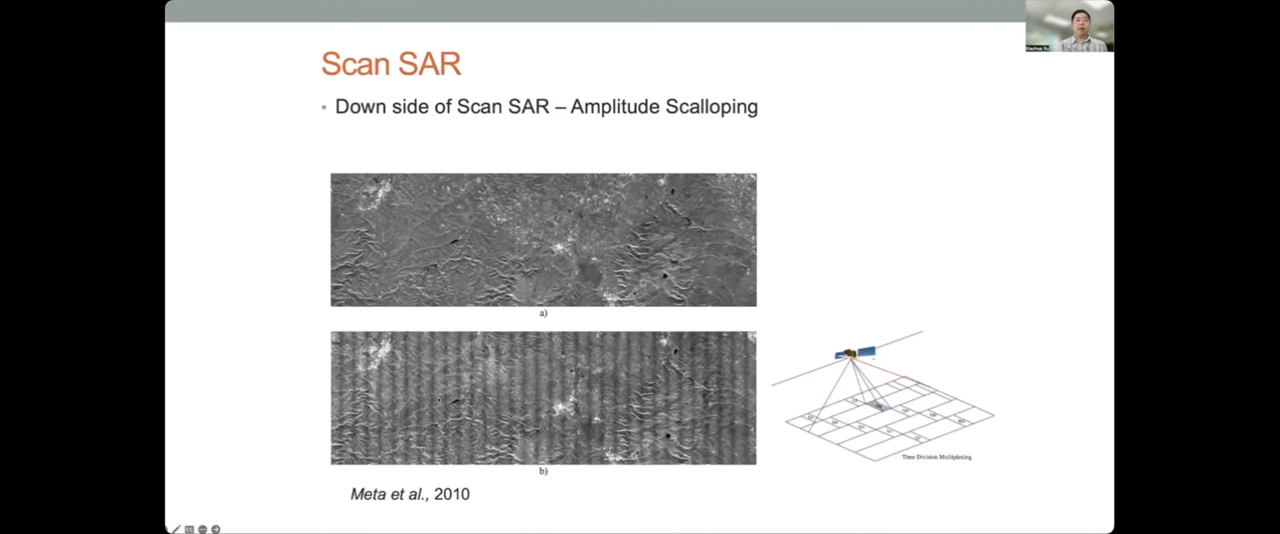 Scan SAR
• Down side of Scan SAR – Amplitude Scalloping
a)
b)
Time Division Multiplexing
Meta et al., 2010